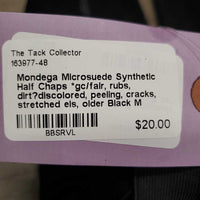 The Tack Collector
163977-48
Mondega Microsuede Synthetic
Half Chaps *gc/fair, rubs,
dirt?discolored, peeling, cracks,
stretched els, older Black M
BBSRVL
$20.00